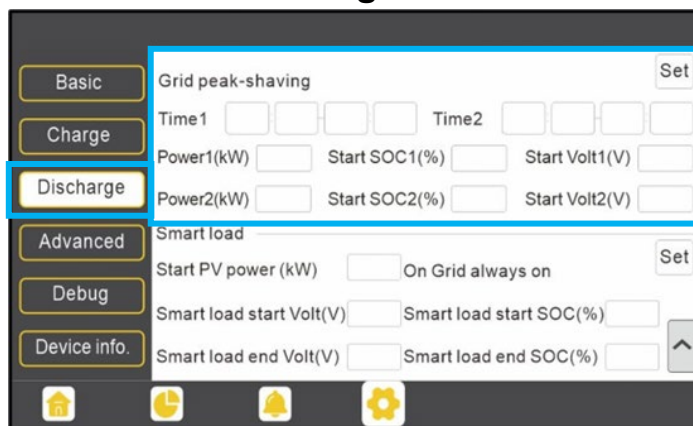 Basic
Charge
Discharge
Advanced
Debug
Device info.
Grid peak-shaving Set
Time1 Time2
Power1(kW) Start SOC1(%) Start Volt1(V)
Power2(kW) Start SOC2(%) Start Volt2(V)
Smart load Set
Start PV power (kW) On Grid always on
Smart load start Volt(V) Smart load start SOC(%)
Smart load end Volt(V) Smart load end SOC(%)